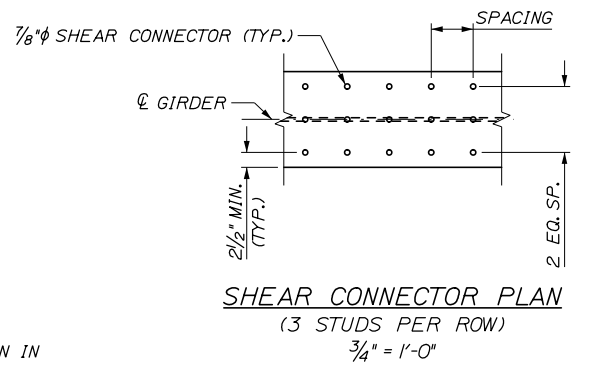 SPACING
7/8"ϕ SHEAR CONNECTOR (TYP.)
℄ GIRDER
2 1/2" MIN.
(TYP.)
2 EQ. SP.
SHEAR CONNECTOR PLAN
(3 STUDS PER ROW)
3/4" = 1'-0"
N IN